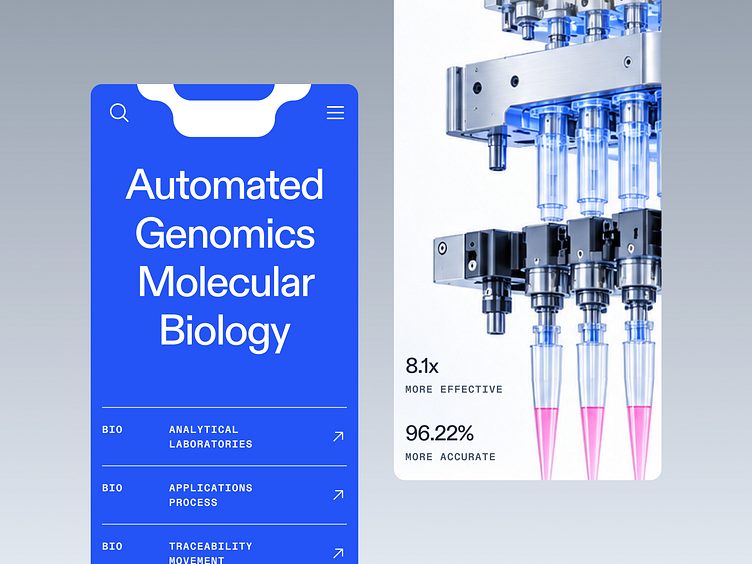 Automated
Genomics
Molecular
Biology
BIO
ANALYTICAL
LABORATORIES
BIO
APPLICATIONS
PROCESS
BIO
TRACEABILITY
MOVEMENT
8.1x
MORE EFFECTIVE
96.22%
MORE ACCURATE